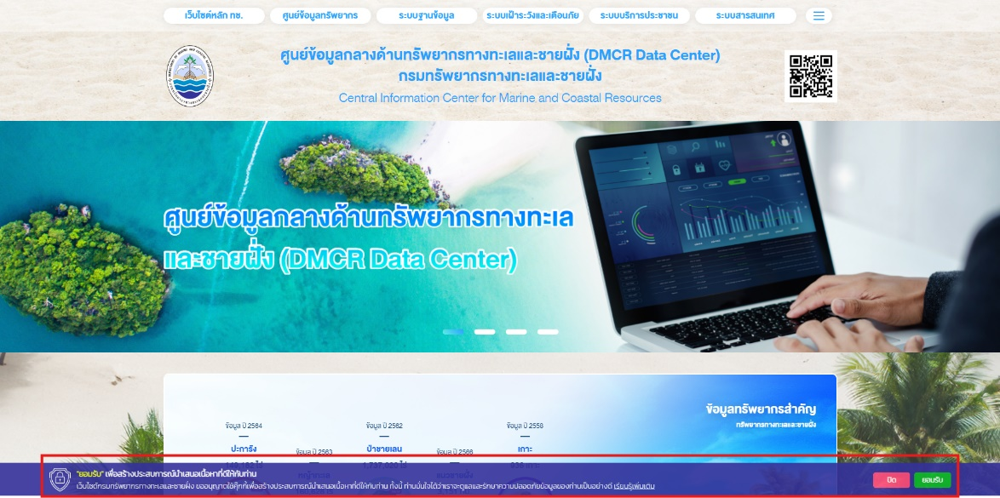 เว็บไซต์หลัก ทช.
ศูนย์ข้อมูลทรัพยากร
ระบบฐานข้อมูล
ระบบเฝ้าระวังและเตือนภัย
ระบบบริการประชาชน
ระบบสารสนเทศ
ศูนย์ข้อมูลกลางด้านทรัพยากรทางทะเลและชายฝั่ง (DMCR Data Center)
กรมทรัพยากรทางทะเลและชายฝั่ง
Central Information Center for Marine and Coastal Resources
ศูนย์ข้อมูลกลางด้านทรัพยากรทางทะเล
และชายฝั่ง (DMCR Data Center)
ข้อมูลทรัพยากรสำคัญ
ทรัพยากรทางทะเลและชายฝั่ง
ข้อมูล ปี 2564
ข้อมูล ปี 2562
ข้อมูล ปี 2558
ปะการัง
ข้อมูล ปี 2563
ป่าชายเลน
ข้อมูล ปี 2566
เกาะ
"ยอมรับ" เพื่อสร้างประสบการณ์นำเสนอเนื้อหาที่ดีให้กับท่าน
เว็บไซต์กรมทรัพยากรทางทะเลและชายฝั่ง ขออนุญาตใช้คุ๊กกี้เพื่อสร้างประสบการณ์นำเสนอเนื้อหาที่ดีให้กับท่าน ทั้งนี้ ท่านมั่นใจได้ว่าเราจะดูแลและรักษาความปลอดภัยข้อมูลของท่านเป็นอย่างดี เรียนรู้เพิ่มเติม
ปิด
ยอมรับ